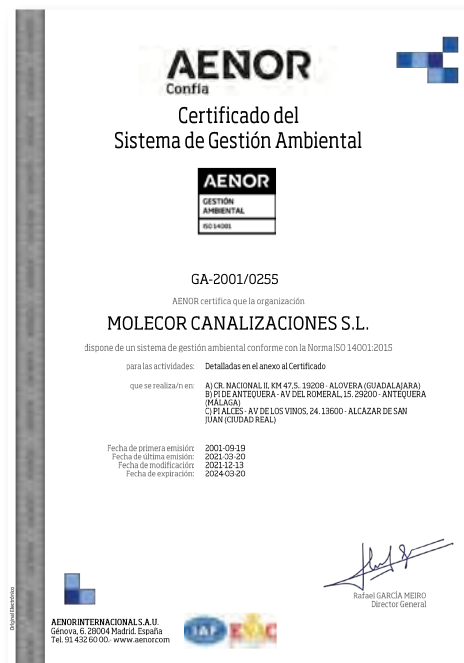 AENOR
Confía
Certificado del
Sistema de Gestión Ambiental
AENOR
GESTIÓN
AMBIENTAL
ISO 14001
GA-2001/0255
AENOR certifica que la organización
MOLECOR CANALIZACIONES S.L.
dispone de un sistema de gestión ambiental conforme con la Norma ISO 14001:2015
para las actividades: Detalladas en el anexo al Certificado
que se realiza/n en: A) CR. NACIONAL II, KM 47,5.. 19208 - ALOVERA (GUADALAJARA)
B) PI DE ANTEQUERA - AV DEL ROMERAL, 15. 29200 - ANTEQUERA
(MÁLAGA)
C) PI ALCES - AV DE LOS VINOS, 24. 13600 - ALCÁZAR DE SAN
JUAN (CIUDAD REAL)
Fecha de primera emisión: 2001-09-19
Fecha de última emisión: 2021-03-20
Fecha de modificación: 2021-12-13
Fecha de expiración: 2024-03-20
Rafael GARCÍA MEIRO
Director General
Original Electrónico
AENOR INTERNACIONAL S.A.U.
Génova, 6. 28004 Madrid. España
Tel. 91 432 60 00.- www.aenor.com
IAF
ENAC